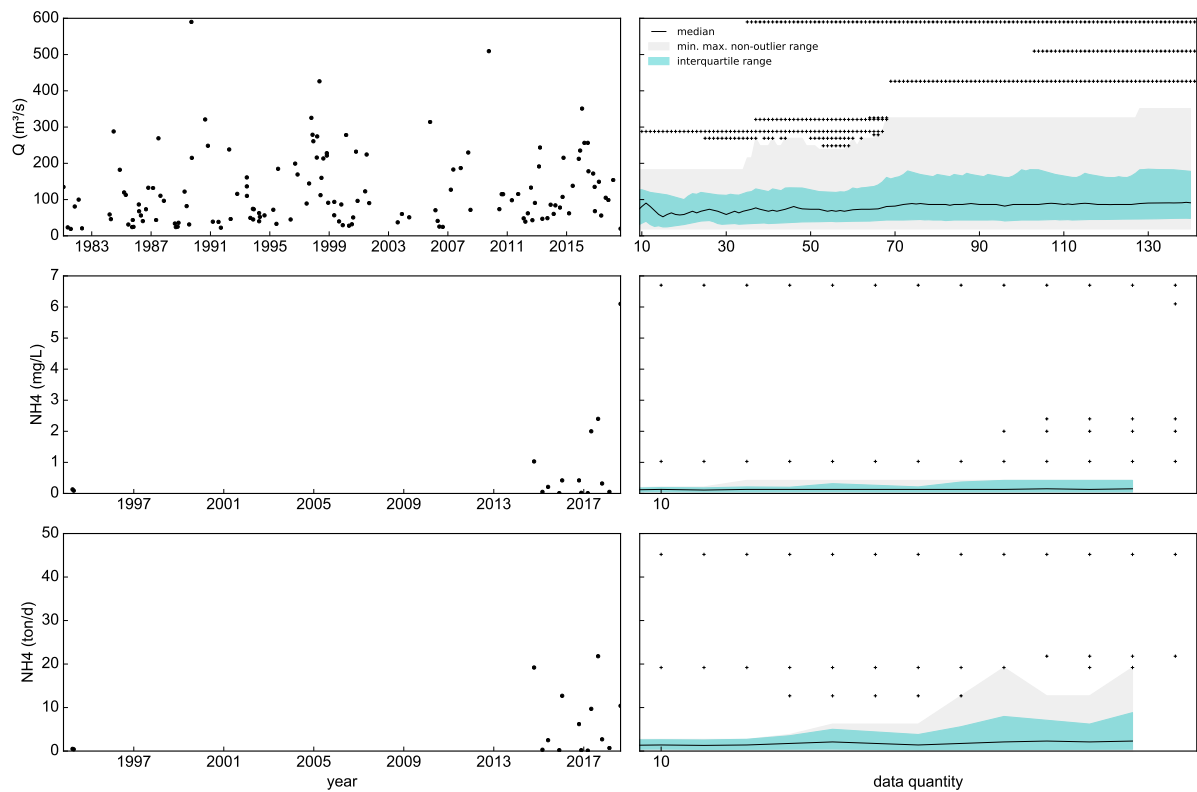 600
500
400
300
200
100
0
Q (m³/s)
1983 1987 1991 1995 1999 2003 2007 2011 2015
median
min. max. non-outlier range
interquartile range
10 30 50 70 90 110 130
7
6
5
4
3
2
1
0
NH4 (mg/L)
1997 2001 2005 2009 2013 2017
10
50
40
30
20
10
0
NH4 (ton/d)
1997 2001 2005 2009 2013 2017
10
year
data quantity